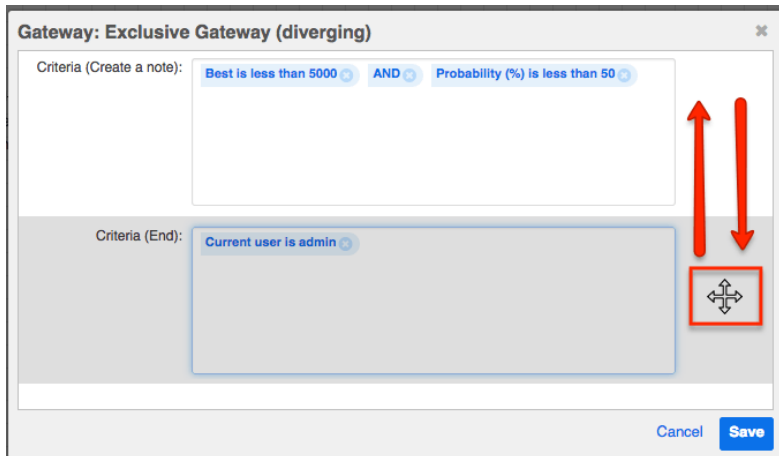 Gateway: Exclusive Gateway (diverging)
Criteria (Create a note): Best is less than 5000 AND Probability (%) is less than 50
Criteria (End): Current user is admin
Cancel Save